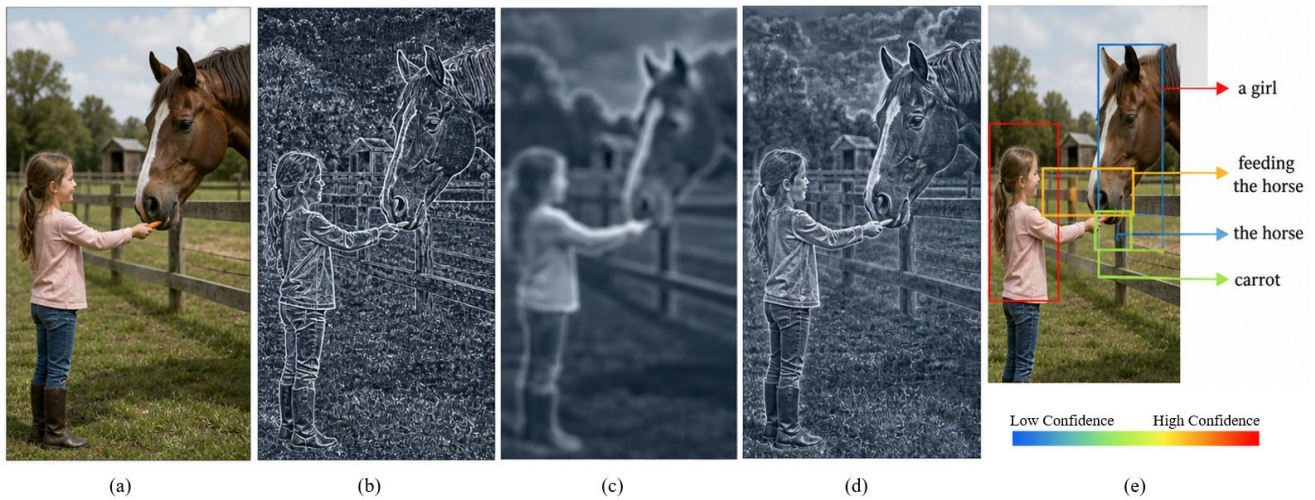 a girl
feeding
the horse
the horse
carrot
Low Confidence
High Confidence
(a)
(b)
(c)
(d)
(e)